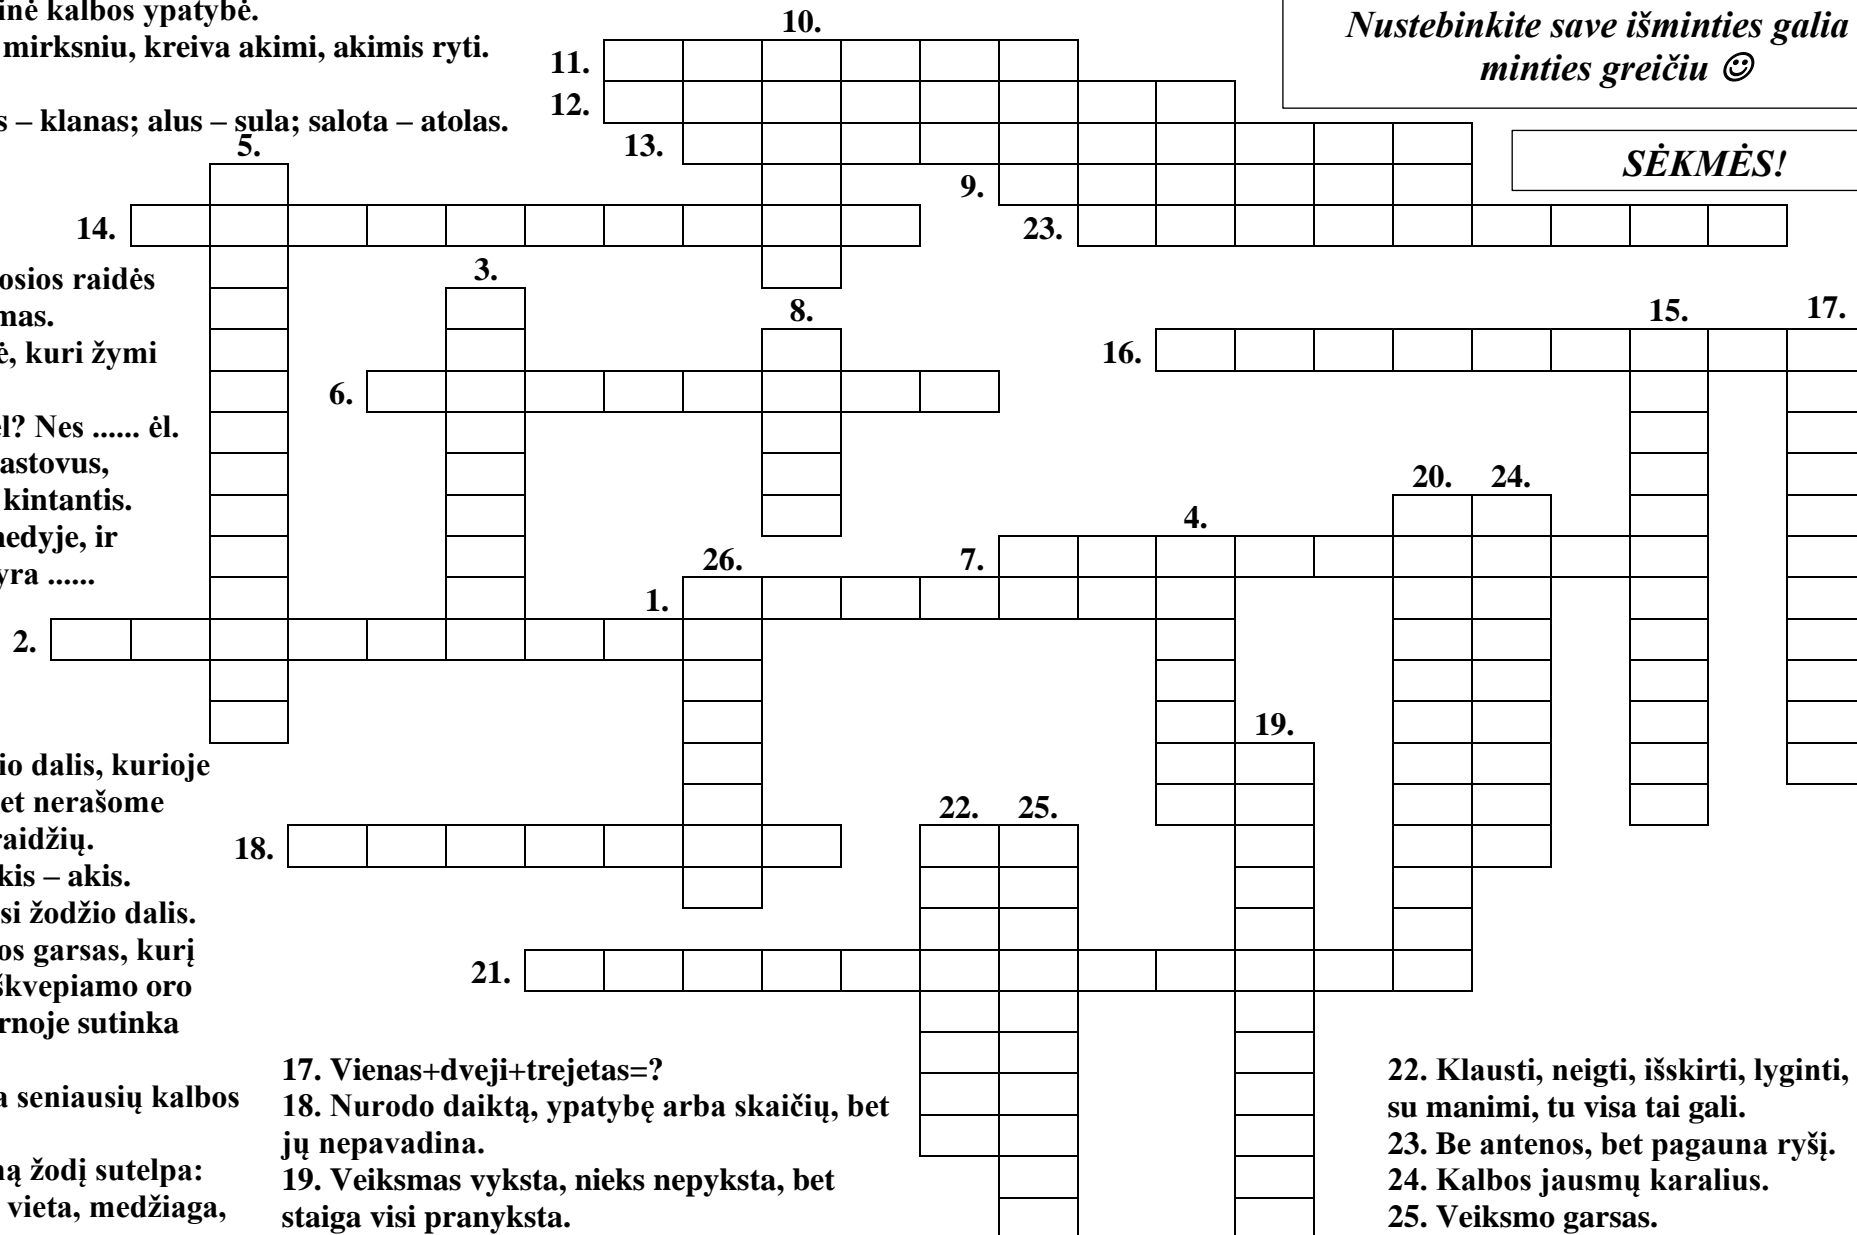 inė kalbos ypatybė.
mirksniu, kreiva akimi, akimis ryti.
s – klanas; alus – sula; salota – atolas.
10.
11.
12.
13.
9.
23.
Nustebinkite save išminties galia
minties greičiu ☺
SĖKMĖS!
5.
14.
3.
8.
15.
17.
16.
6.
osios raidės
mas.
ė, kuri žymi
el? Nes ...... ėl.
astovus,
kintantis.
nedyje, ir
yra ......
20.
24.
4.
7.
26.
1.
2.
19.
22.
25.
18.
21.
io dalis, kurioje
et nerašome
raidžių.
kis – akis.
si žodžio dalis.
os garsas, kurį
škvepiamo oro
rnoje sutinka
a seniausių kalbos
ną žodį sutelpa:
vieta, medžiaga,
17. Vienas+dveji+trejetas=?
18. Nurodo daiktą, ypatybę arba skaičių, bet
jų nepavadina.
19. Veiksmas vyksta, nieks nepyksta, bet
staiga visi pranyksta.
22. Klausti, neigti, išskirti, lyginti,
su manimi, tu visa tai gali.
23. Be antenos, bet pagauna ryšį.
24. Kalbos jausmų karalius.
25. Veiksmo garsas.